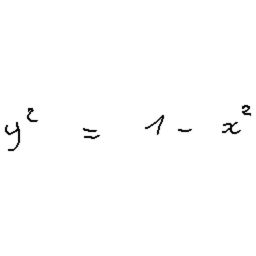 y² = 1 - x²